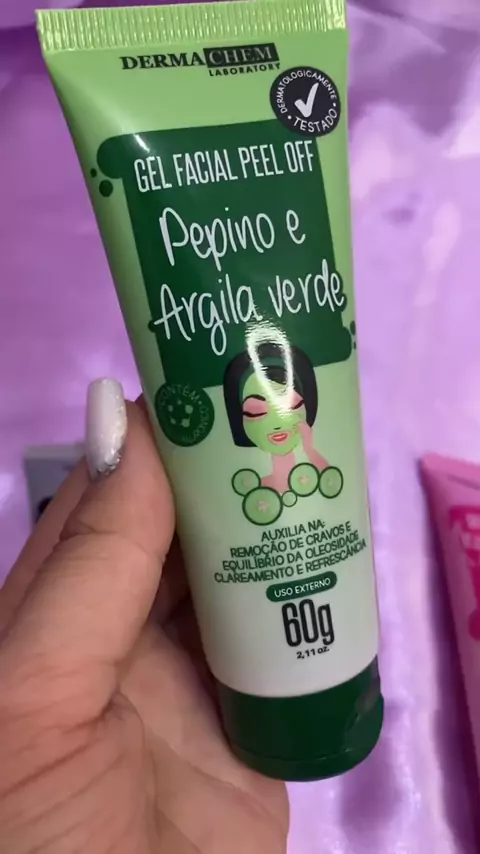 DERMACHEM
LABORATORY
DERMATOLOGICAMENTE
TESTADO
GEL FACIAL PEEL OFF
Pepino e
Argila verde
CONTÉM
AUXILIA NA:
REMOÇÃO DE CRAVOS E
EQUILÍBRIO DA OLEOSIDADE
CLAREAMENTO E REFRESCÂNCIA
USO EXTERNO
60g
2,11 oz.